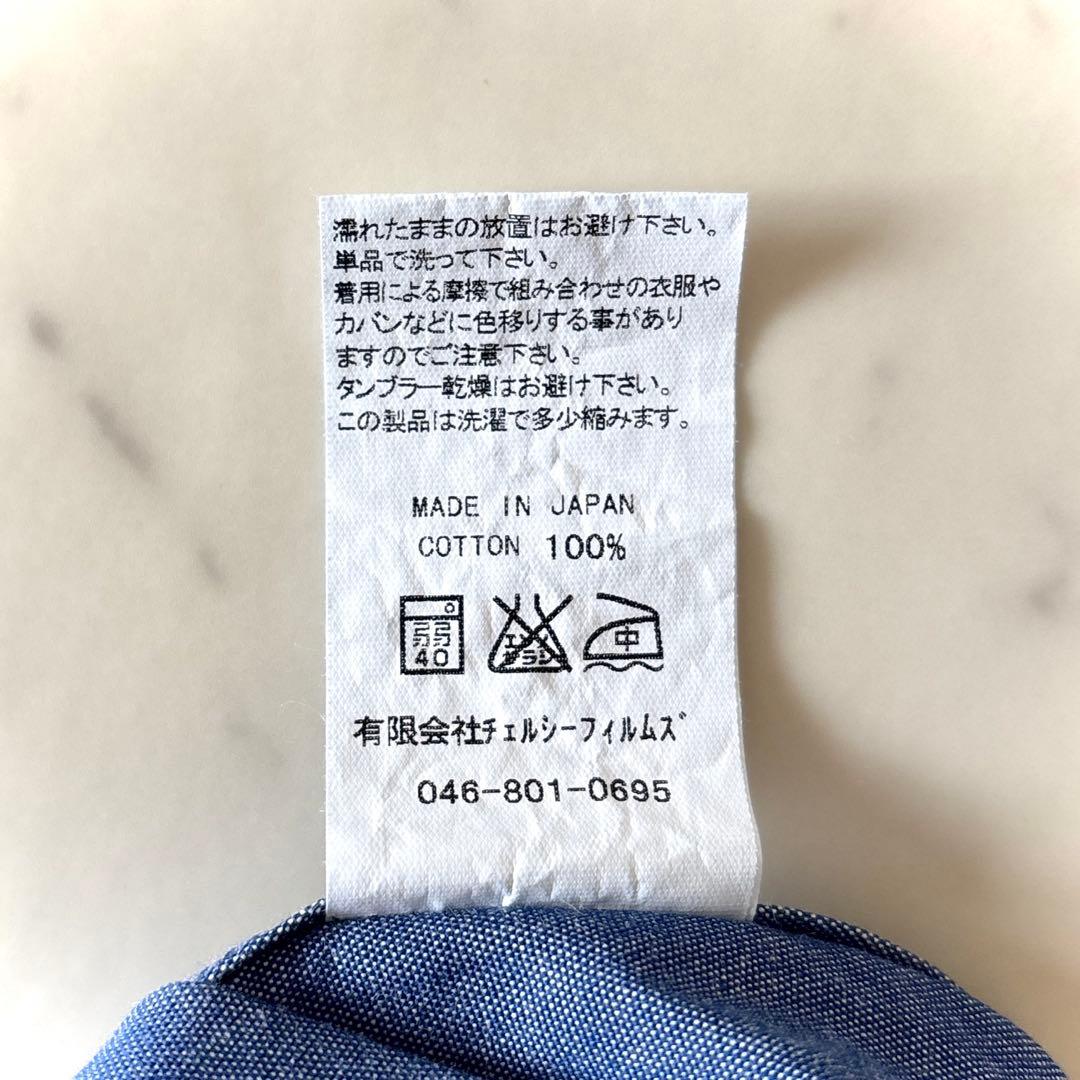 濡れたままの放置はお避け下さい。
単品で洗って下さい。
着用による摩擦で組み合わせの衣服や
カバンなどに色移りする事があり
ますのでご注意下さい。
タンブラー乾燥はお避け下さい。
この製品は洗濯で多少縮みます。
MADE IN JAPAN
COTTON 100%
弱 40 エンソサラシ 中
有限会社ﾁｪﾙｼｰﾌｨﾙﾑｽﾞ
046-801-0695